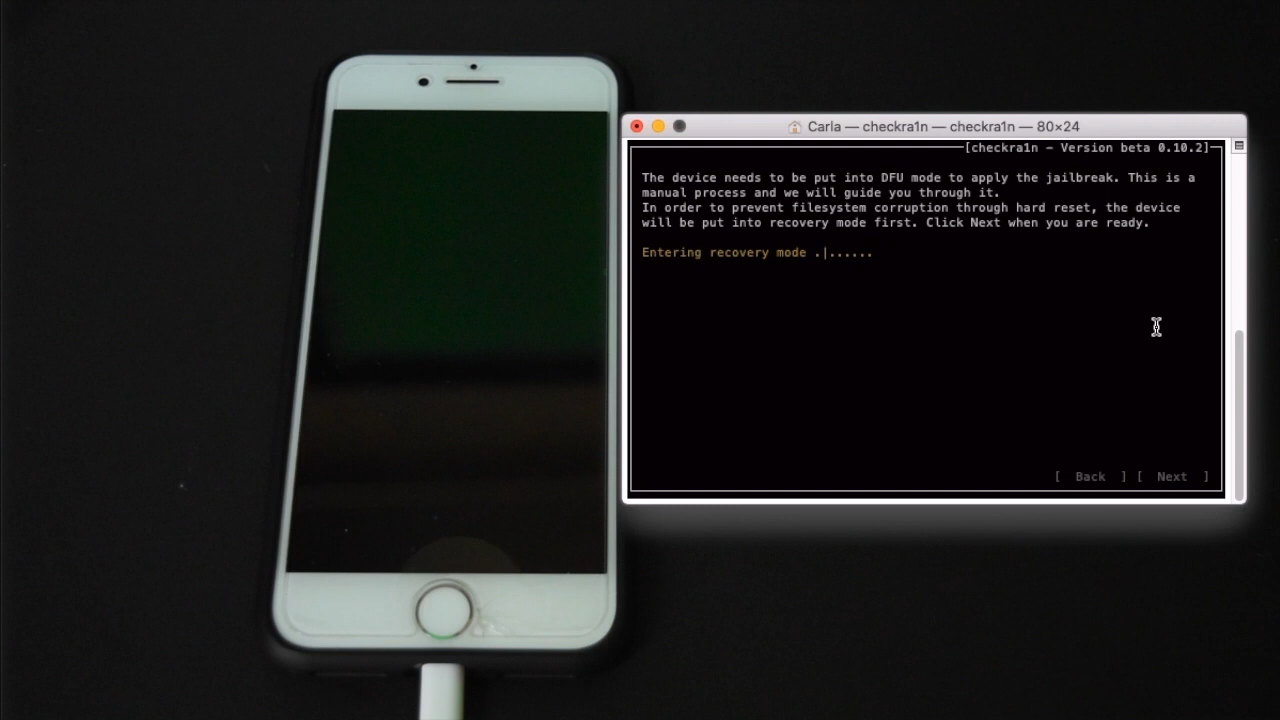 Carla — checkra1n — checkra1n — 80×24
[checkra1n - Version beta 0.10.2]
The device needs to be put into DFU mode to apply the jailbreak. This is a
manual process and we will guide you through it.
In order to prevent filesystem corruption through hard reset, the device
will be put into recovery mode first. Click Next when you are ready.
Entering recovery mode .|......
[ Back ] [ Next ]